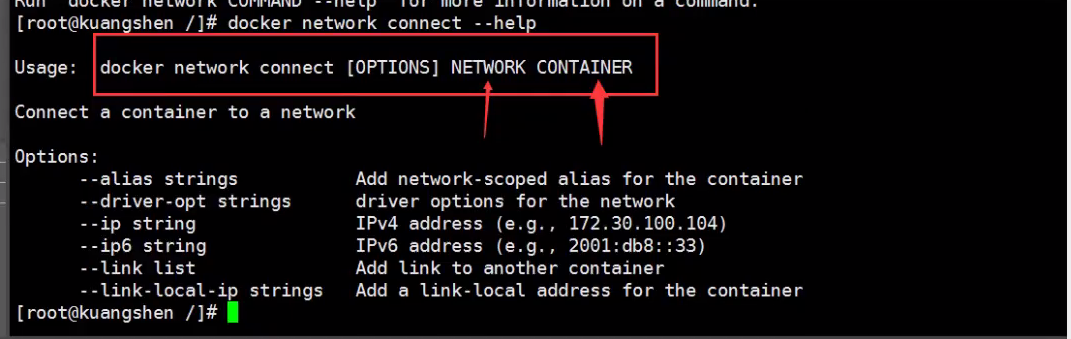 Run 'docker network COMMAND --help' for more information on a command.
[root@kuangshen /]# docker network connect --help
Usage:  docker network connect [OPTIONS] NETWORK CONTAINER
Connect a container to a network
Options:
      --alias strings           Add network-scoped alias for the container
      --driver-opt strings      driver options for the network
      --ip string               IPv4 address (e.g., 172.30.100.104)
      --ip6 string              IPv6 address (e.g., 2001:db8::33)
      --link list               Add link to another container
      --link-local-ip strings   Add a link-local address for the container
[root@kuangshen /]#